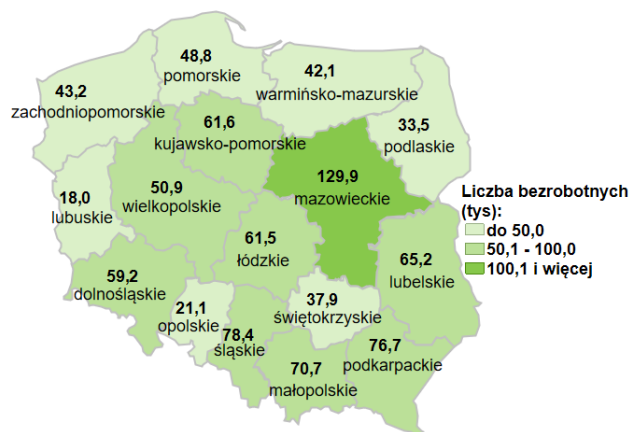 48,8
pomorskie
42,1
warmińsko-mazurskie
43,2
zachodniopomorskie
61,6
kujawsko-pomorskie
33,5
podlaskie
129,9
mazowieckie
18,0
lubuskie
50,9
wielkopolskie
Liczba bezrobotnych
(tys):
do 50,0
50,1 - 100,0
100,1 i więcej
61,5
łódzkie
65,2
lubelskie
59,2
dolnośląskie
21,1
opolskie
37,9
świętokrzyskie
78,4
śląskie
70,7
małopolskie
76,7
podkarpackie